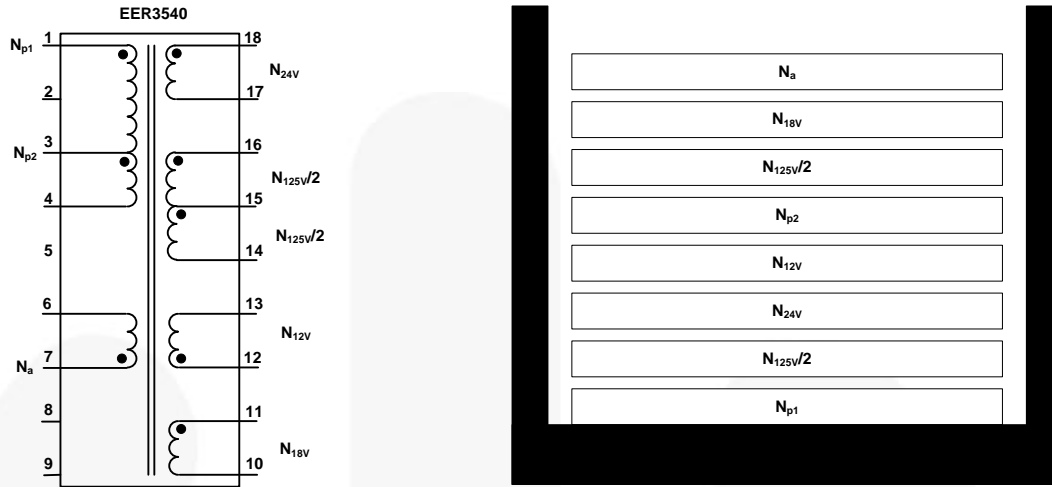 EER3540
Np1 1 18
N24V
2 17
3 16
Np2
N125V/2
4 15
N125V/2
5 14
6 13
N12V
Na 7 12
8 11
N18V
9 10
Na
N18V
N125V/2
Np2
N12V
N24V
N125V/2
Np1